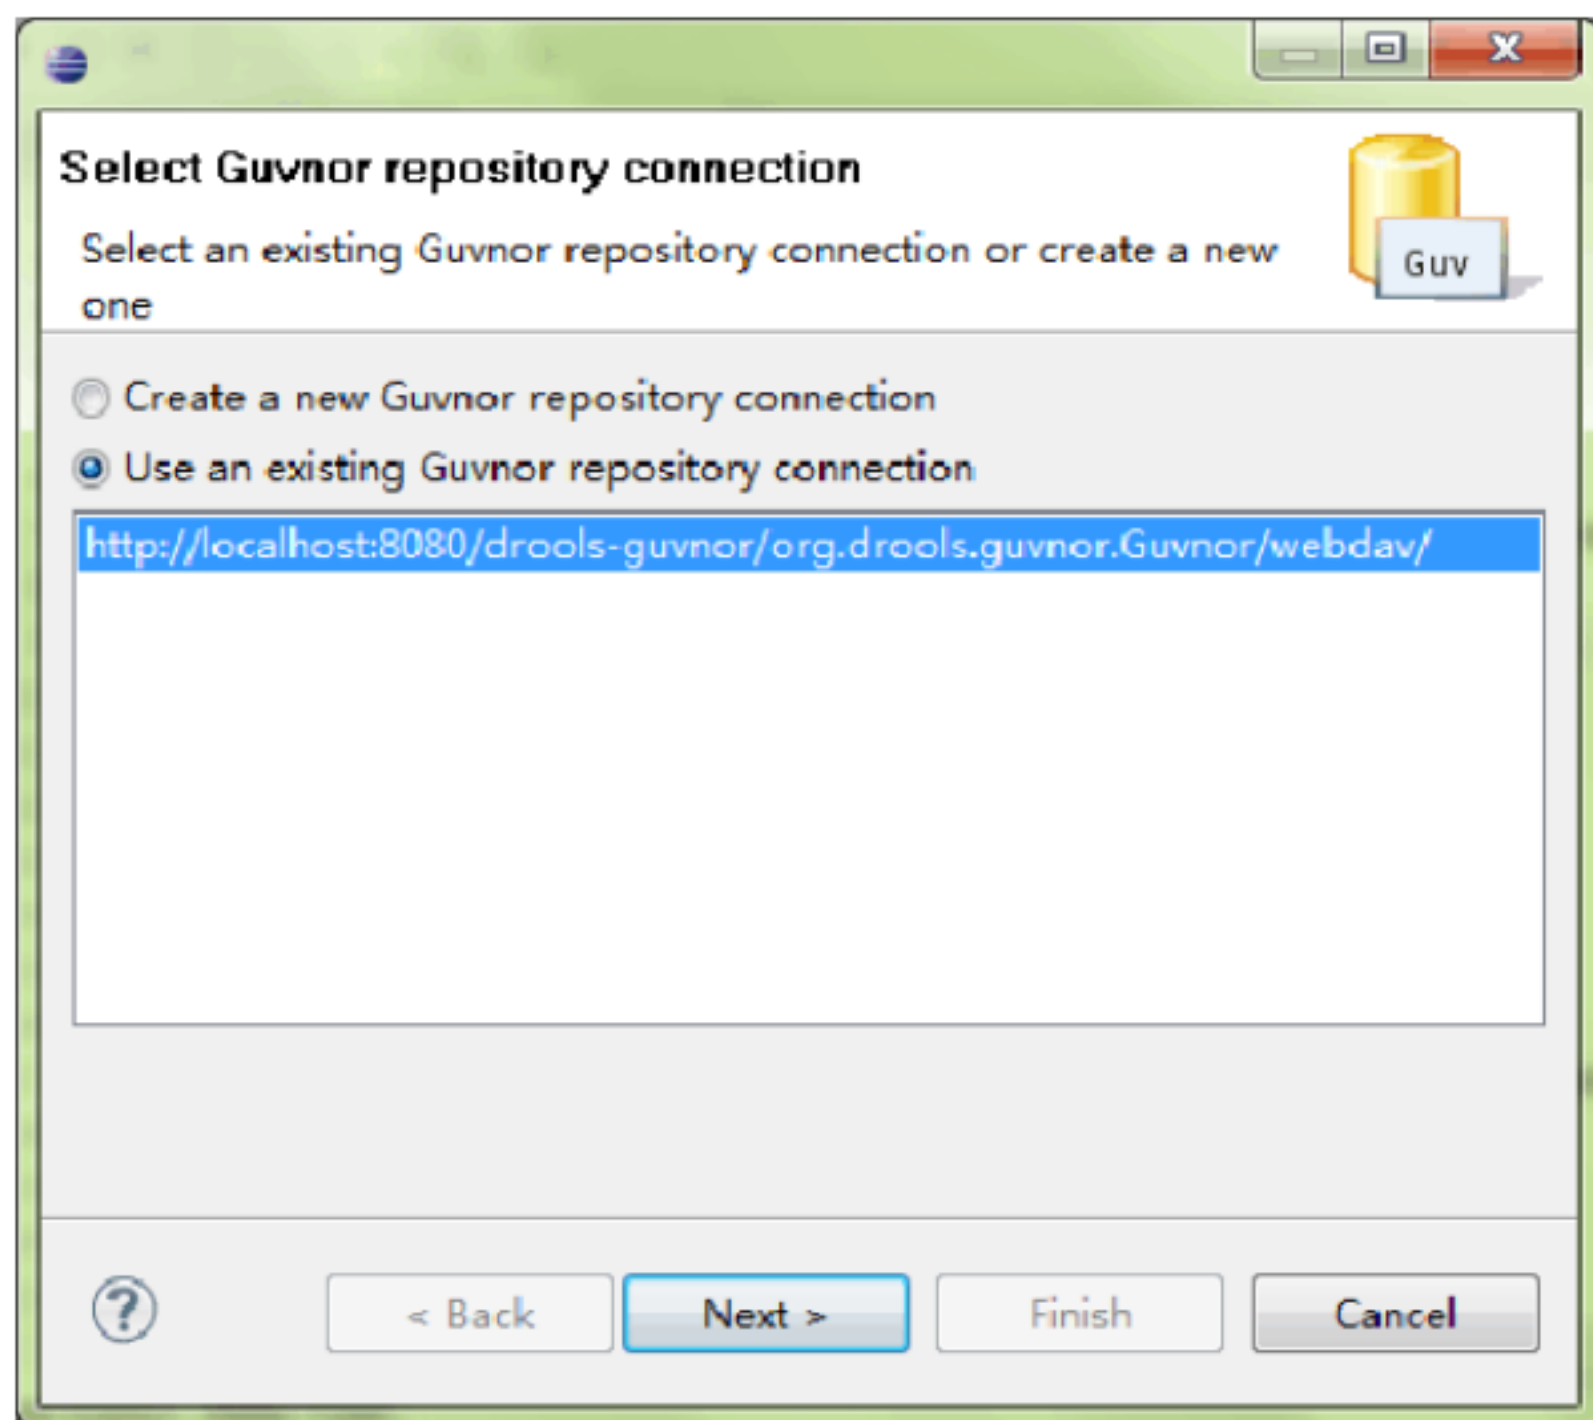 Select Guvnor repository connection
Select an existing Guvnor repository connection or create a new
one
Guv
Create a new Guvnor repository connection
Use an existing Guvnor repository connection
http://localhost:8080/drools-guvnor/org.drools.guvnor.Guvnor/webdav/
?
< Back
Next >
Finish
Cancel